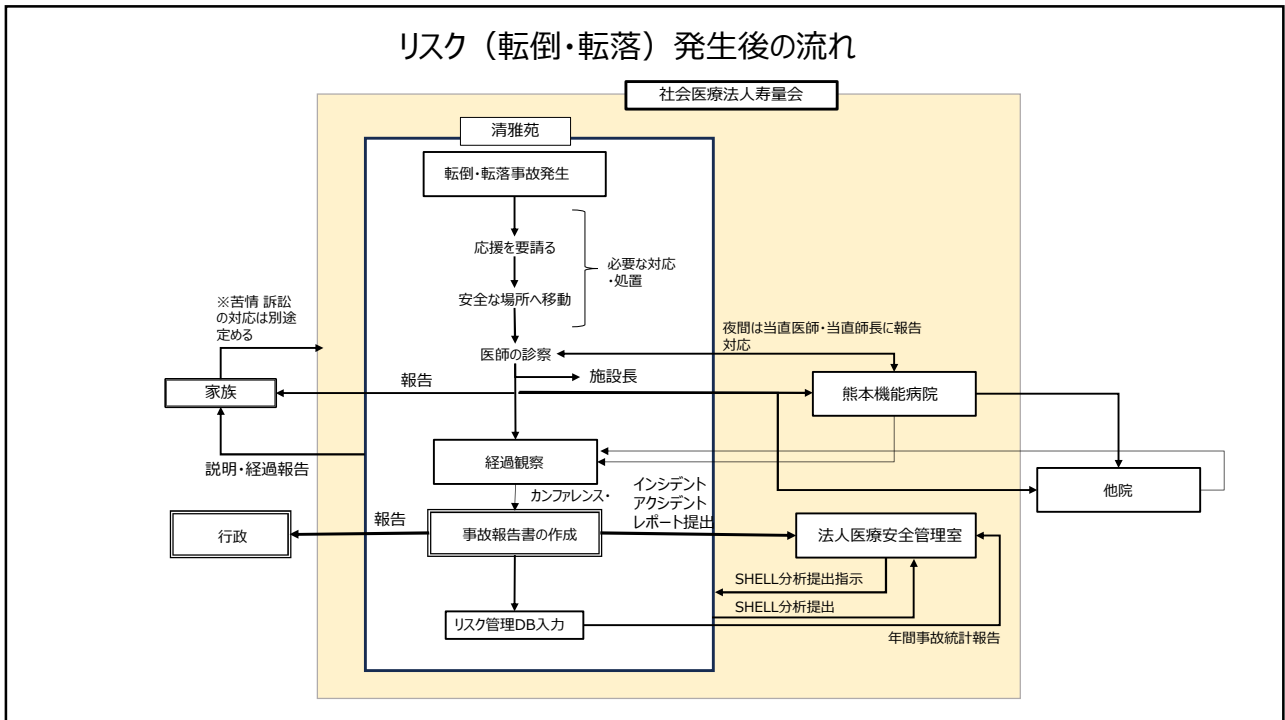 リスク（転倒・転落）発生後の流れ
社会医療法人寿量会
清雅苑
転倒・転落事故発生
応援を要請る
必要な対応
・処置
安全な場所へ移動
※苦情 訴訟
の対応は別途
定める
夜間は当直医師・当直師長に報告
対応
医師の診察
施設長
報告
家族
熊本機能病院
説明・経過報告
経過観察
他院
カンファレンス・
インシデント
アクシデント
レポート提出
報告
行政
事故報告書の作成
法人医療安全管理室
SHELL分析提出指示
SHELL分析提出
リスク管理DB入力
年間事故統計報告